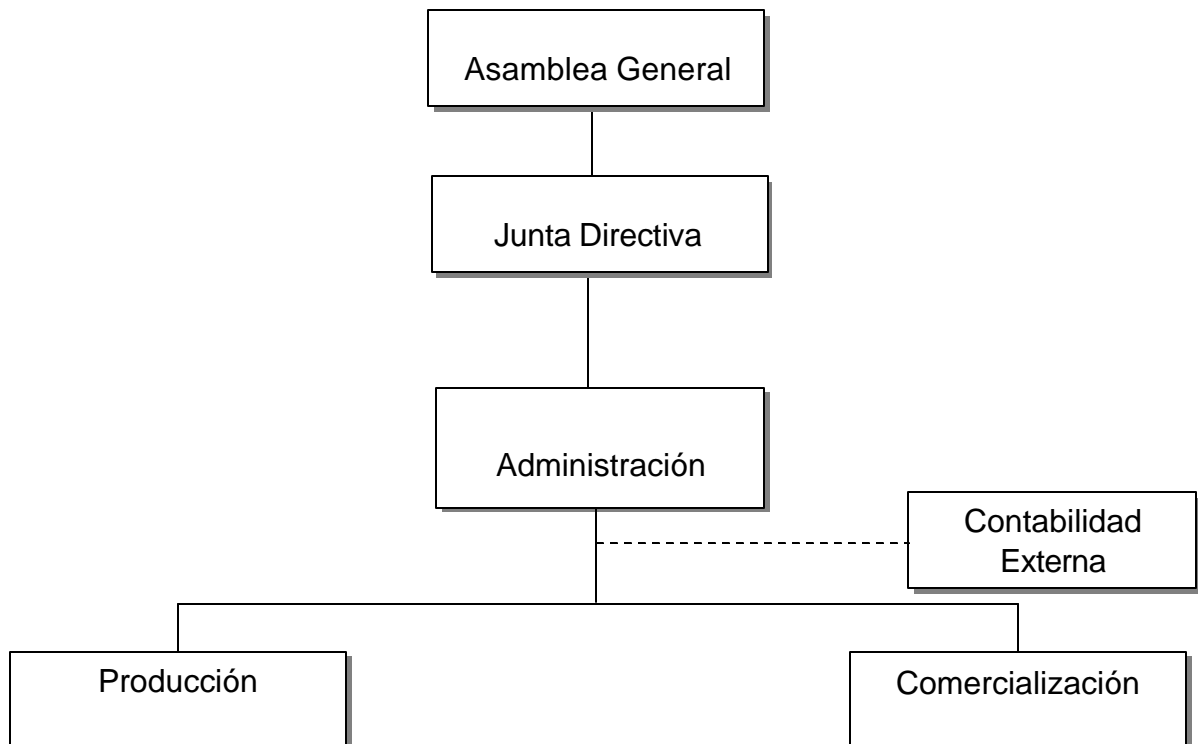 Asamblea General
Junta Directiva
Administración
Contabilidad
Externa
Producción
Comercialización